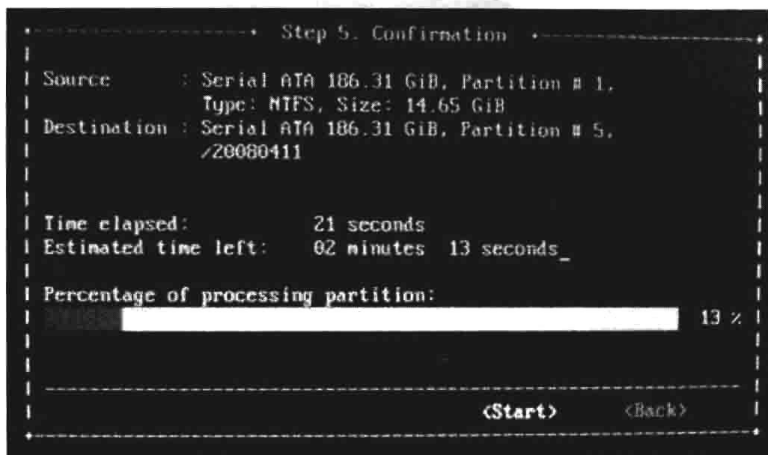 Step 5. Confirmation
Source : Serial ATA 186.31 GiB, Partition # 1,
Type: NTFS, Size: 14.65 GiB
Destination : Serial ATA 186.31 GiB, Partition # 5,
/20080411
Time elapsed: 21 seconds
Estimated time left: 02 minutes 13 seconds_
Percentage of processing partition:
13 %
<Start> <Back>